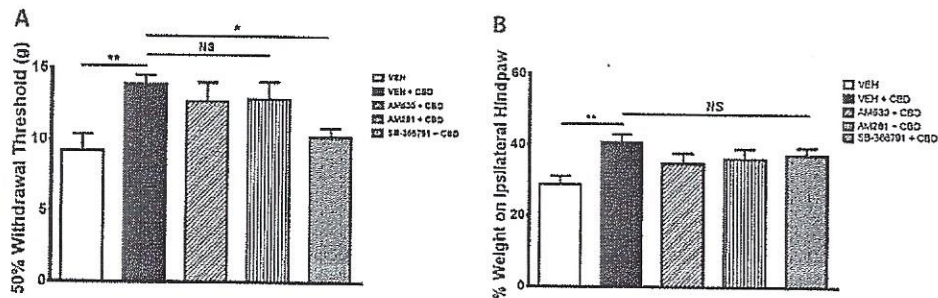 A
50% Withdrawal Threshold (g)
15
10
5
0
**
NS
*
VEH
VEH + CBD
AM630 + CBD
AM281 + CBD
SB-366791 + CBD
B
% Weight on Ipsilateral Hindpaw
60
40
20
0
**
NS
VEH
VEH + CBD
AM630 + CBD
AM281 + CBD
SB-366791 + CBD